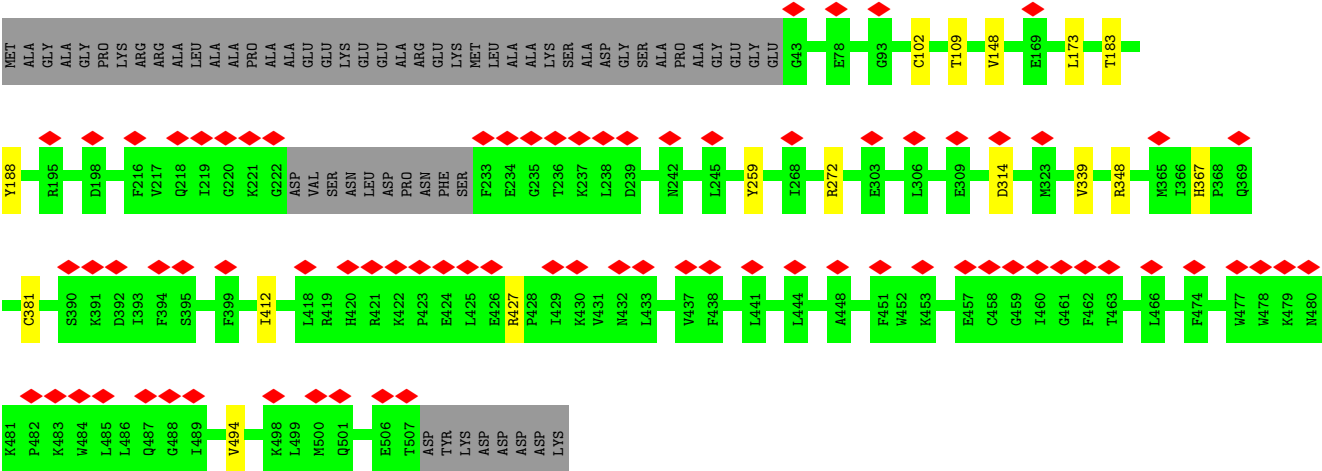 MET ALA GLY ALA GLY PRO LYS ARG ARG ALA LEU ALA ALA PRO ALA ALA GLU GLU LYS GLU GLU ALA ARG GLU LYS MET LEU ALA ALA LYS SER ALA ASP GLY SER ALA PRO ALA GLY GLU GLY GLU G43 E78 G93 C102 T109 V148 E169 L173 T183
Y188 R195 D198 F216 V217 Q218 I219 G220 K221 G222 ASP VAL SER ASN LEU ASP PRO ASN PHE SER F233 E234 G235 T236 K237 L238 D239 N242 L245 Y259 I268 R272 E303 L306 E309 D314 M323 V339 R348 M365 I366 H367 P368 Q369
C381 S390 K391 D392 I393 F394 S395 F399 I412 L418 R419 H420 R421 K422 P423 E424 L425 E426 R427 P428 I429 K430 V431 N432 L433 V437 F438 L441 L444 A448 F451 W452 K453 E457 C458 G459 I460 G461 F462 T463 L466 F474 W477 W478 K479 N480
K481 P482 K483 W484 L485 L486 Q487 G488 I489 V494 K498 L499 M500 Q501 E506 T507 ASP TYR LYS ASP ASP ASP ASP LYS